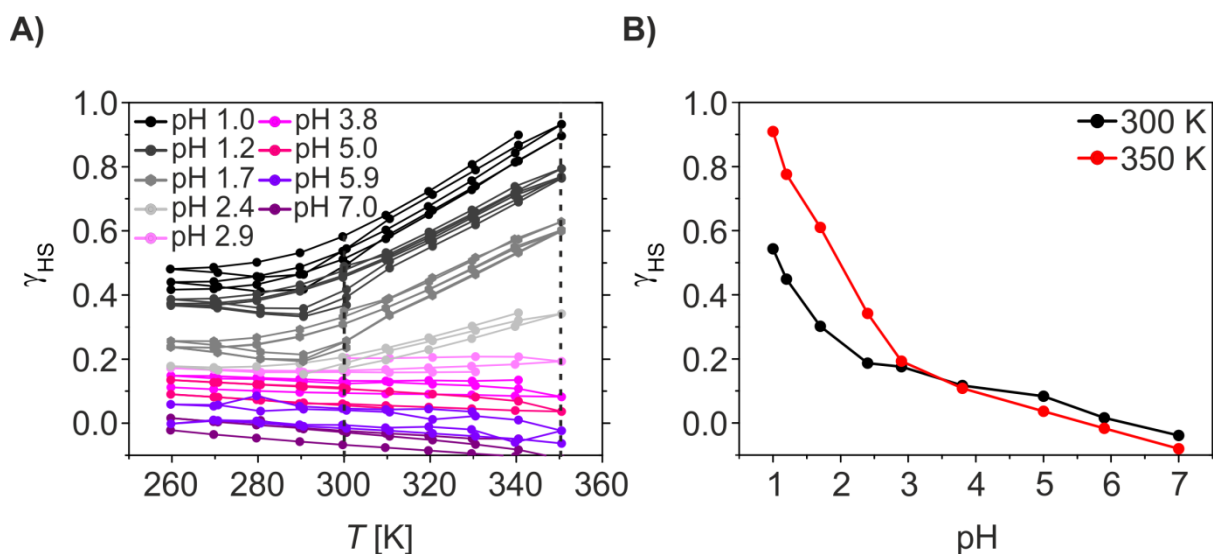 A)
B)
1.0
0.8
0.6
0.4
0.2
0.0
γHS
pH 1.0
pH 1.2
pH 1.7
pH 2.4
pH 2.9
pH 3.8
pH 5.0
pH 5.9
pH 7.0
260 280 300 320 340 360
T [K]
1.0
0.8
0.6
0.4
0.2
0.0
γHS
300 K
350 K
1 2 3 4 5 6 7
pH